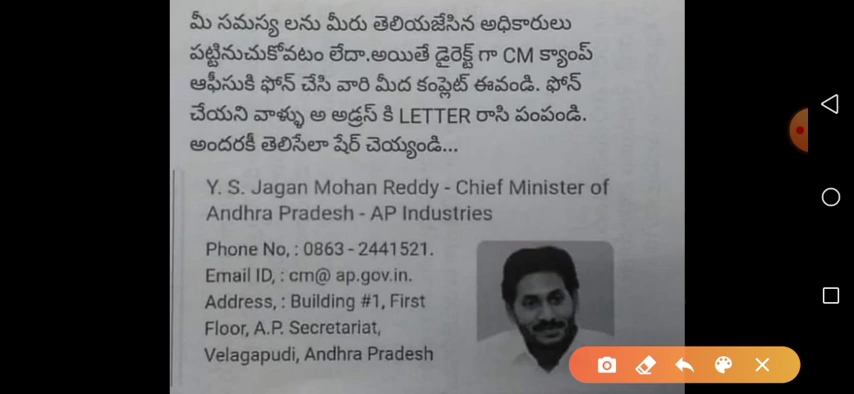 మీ సమస్య లను మీరు తెలియజేసిన అధికారులు
పట్టినుచుకోవటం లేదా.అయితే డైరెక్ట్ గా CM క్యాంప్
ఆఫీసుకి ఫోన్ చేసి వారి మీద కంప్లైట్ ఈవండి. ఫోన్
చేయని వాళ్ళు అ అడ్రస్ కి LETTER రాసి పంపండి.
అందరకీ తెలిసేలా షేర్ చెయ్యండి...
Y. S. Jagan Mohan Reddy - Chief Minister of
Andhra Pradesh - AP Industries
Phone No, : 0863 - 2441521.
Email ID, : cm@ ap.gov.in.
Address, : Building #1, First
Floor, A.P. Secretariat,
Velagapudi, Andhra Pradesh